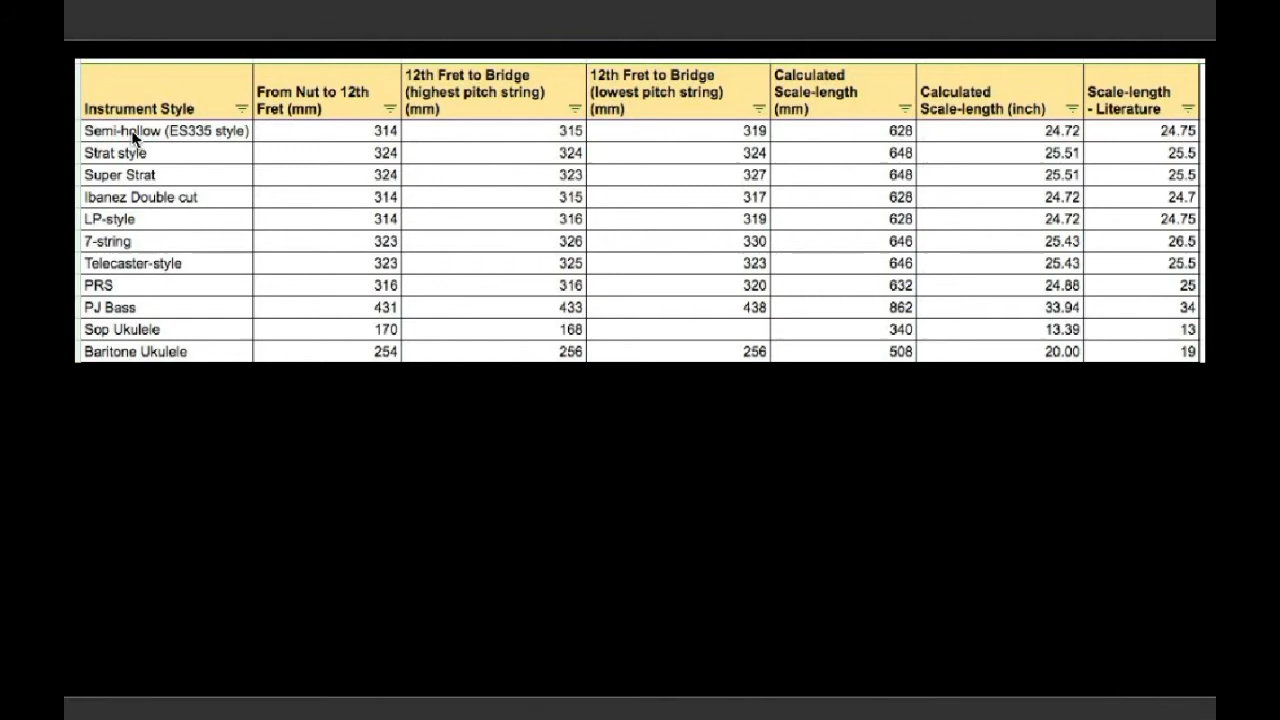 Instrument Style | From Nut to 12th Fret (mm) | 12th Fret to Bridge (highest pitch string) (mm) | 12th Fret to Bridge (lowest pitch string) (mm) | Calculated Scale-length (mm) | Calculated Scale-length (inch) | Scale-length - Literature
Semi-hollow (ES335 style) | 314 | 315 | 319 | 628 | 24.72 | 24.75
Strat style | 324 | 324 | 324 | 648 | 25.51 | 25.5
Super Strat | 324 | 323 | 327 | 648 | 25.51 | 25.5
Ibanez Double cut | 314 | 315 | 317 | 628 | 24.72 | 24.7
LP-style | 314 | 316 | 319 | 628 | 24.72 | 24.75
7-string | 323 | 326 | 330 | 646 | 25.43 | 26.5
Telecaster-style | 323 | 325 | 323 | 646 | 25.43 | 25.5
PRS | 316 | 316 | 320 | 632 | 24.88 | 25
PJ Bass | 431 | 433 | 438 | 862 | 33.94 | 34
Sop Ukulele | 170 | 168 | | 340 | 13.39 | 13
Baritone Ukulele | 254 | 256 | 256 | 508 | 20.00 | 19